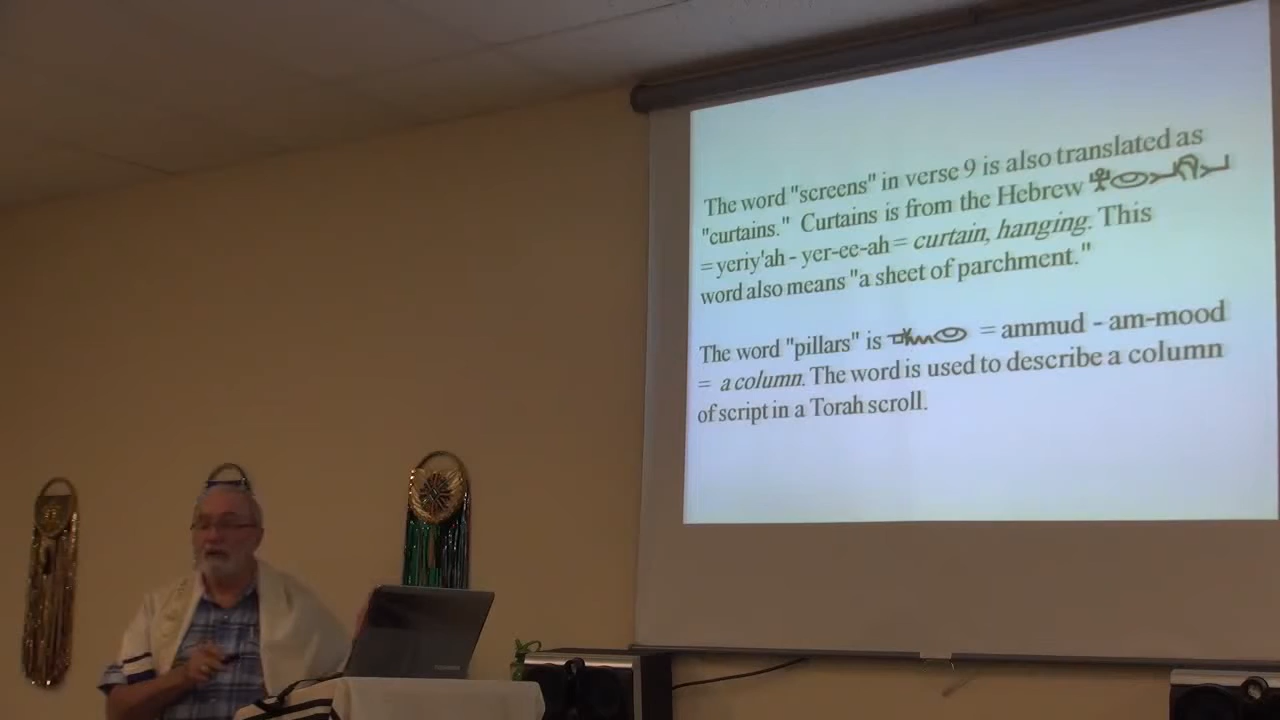 The word "screens" in verse 9 is also translated as
"curtains." Curtains is from the Hebrew
= yeriy'ah - yer-ee-ah = curtain, hanging. This
word also means "a sheet of parchment."
The word "pillars" is = ammud - am-mood
= a column. The word is used to describe a column
of script in a Torah scroll.